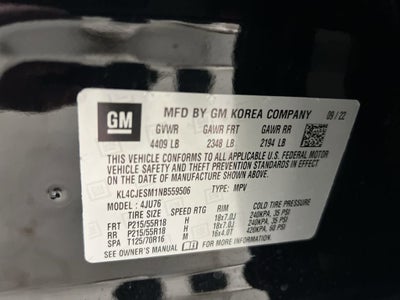 GM
MFD BY GM KOREA COMPANY 08/22
GVWR GAWR FRT GAWR RR
4409 LB 2348 LB 2194 LB
THIS VEHICLE CONFORMS TO ALL APPLICABLE U.S. FEDERAL MOTOR
VEHICLE SAFETY AND THEFT PREVENTION STANDARDS IN EFFECT ON
THE DATE OF MANUFACTURE SHOWN ABOVE.
KL4CJESM1NB559506 TYPE: MPV
MODEL: 4JU76
TIRE SIZE SPEED RTG RIM COLD TIRE PRESSURE
FRT P215/55R18 H 18x7.0J 240KPA, 35 PSI
RR P215/55R18 H 18x7.0J 240KPA, 35 PSI
SPA T125/70R16 M 16x4.0T 420KPA, 60 PSI
SEE OWNER'S MANUAL FOR ADDITIONAL INFORMATION.